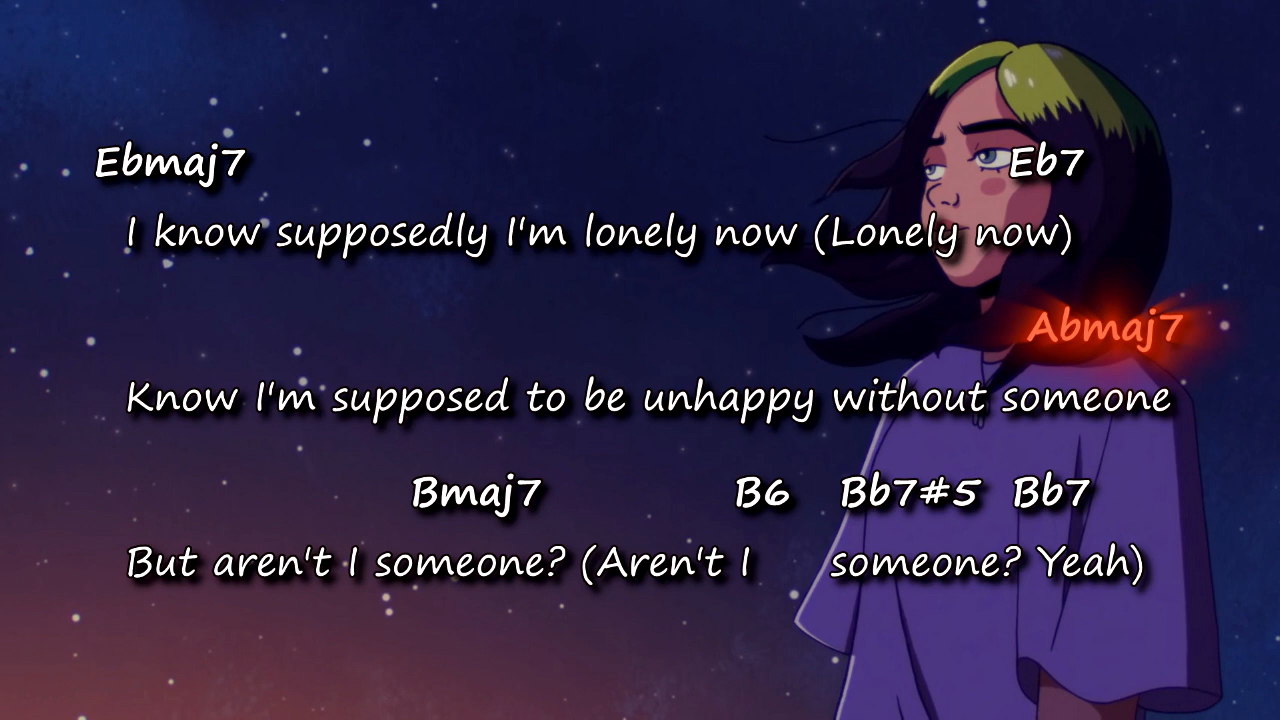 Ebmaj7 Eb7
I know supposedly I'm lonely now (Lonely now)
Abmaj7
Know I'm supposed to be unhappy without someone
Bmaj7 B6 Bb7#5 Bb7
But aren't I someone? (Aren't I someone? Yeah)